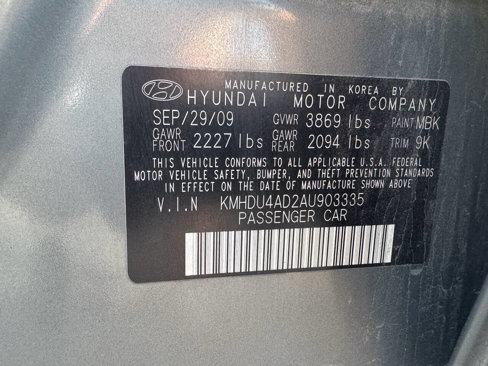 MANUFACTURED IN KOREA BY
HYUNDAI MOTOR COMPANY
SEP/29/09 GVWR 3869 lbs PAINT MBK
GAWR FRONT 2227 lbs GAWR REAR 2094 lbs TRIM 9K
THIS VEHICLE CONFORMS TO ALL APPLICABLE U.S.A. FEDERAL
MOTOR VEHICLE SAFETY, BUMPER, AND THEFT PREVENTION STANDARDS
IN EFFECT ON THE DATE OF MANUFACTURE SHOWN ABOVE
V.I.N KMHDU4AD2AU903335
PASSENGER CAR